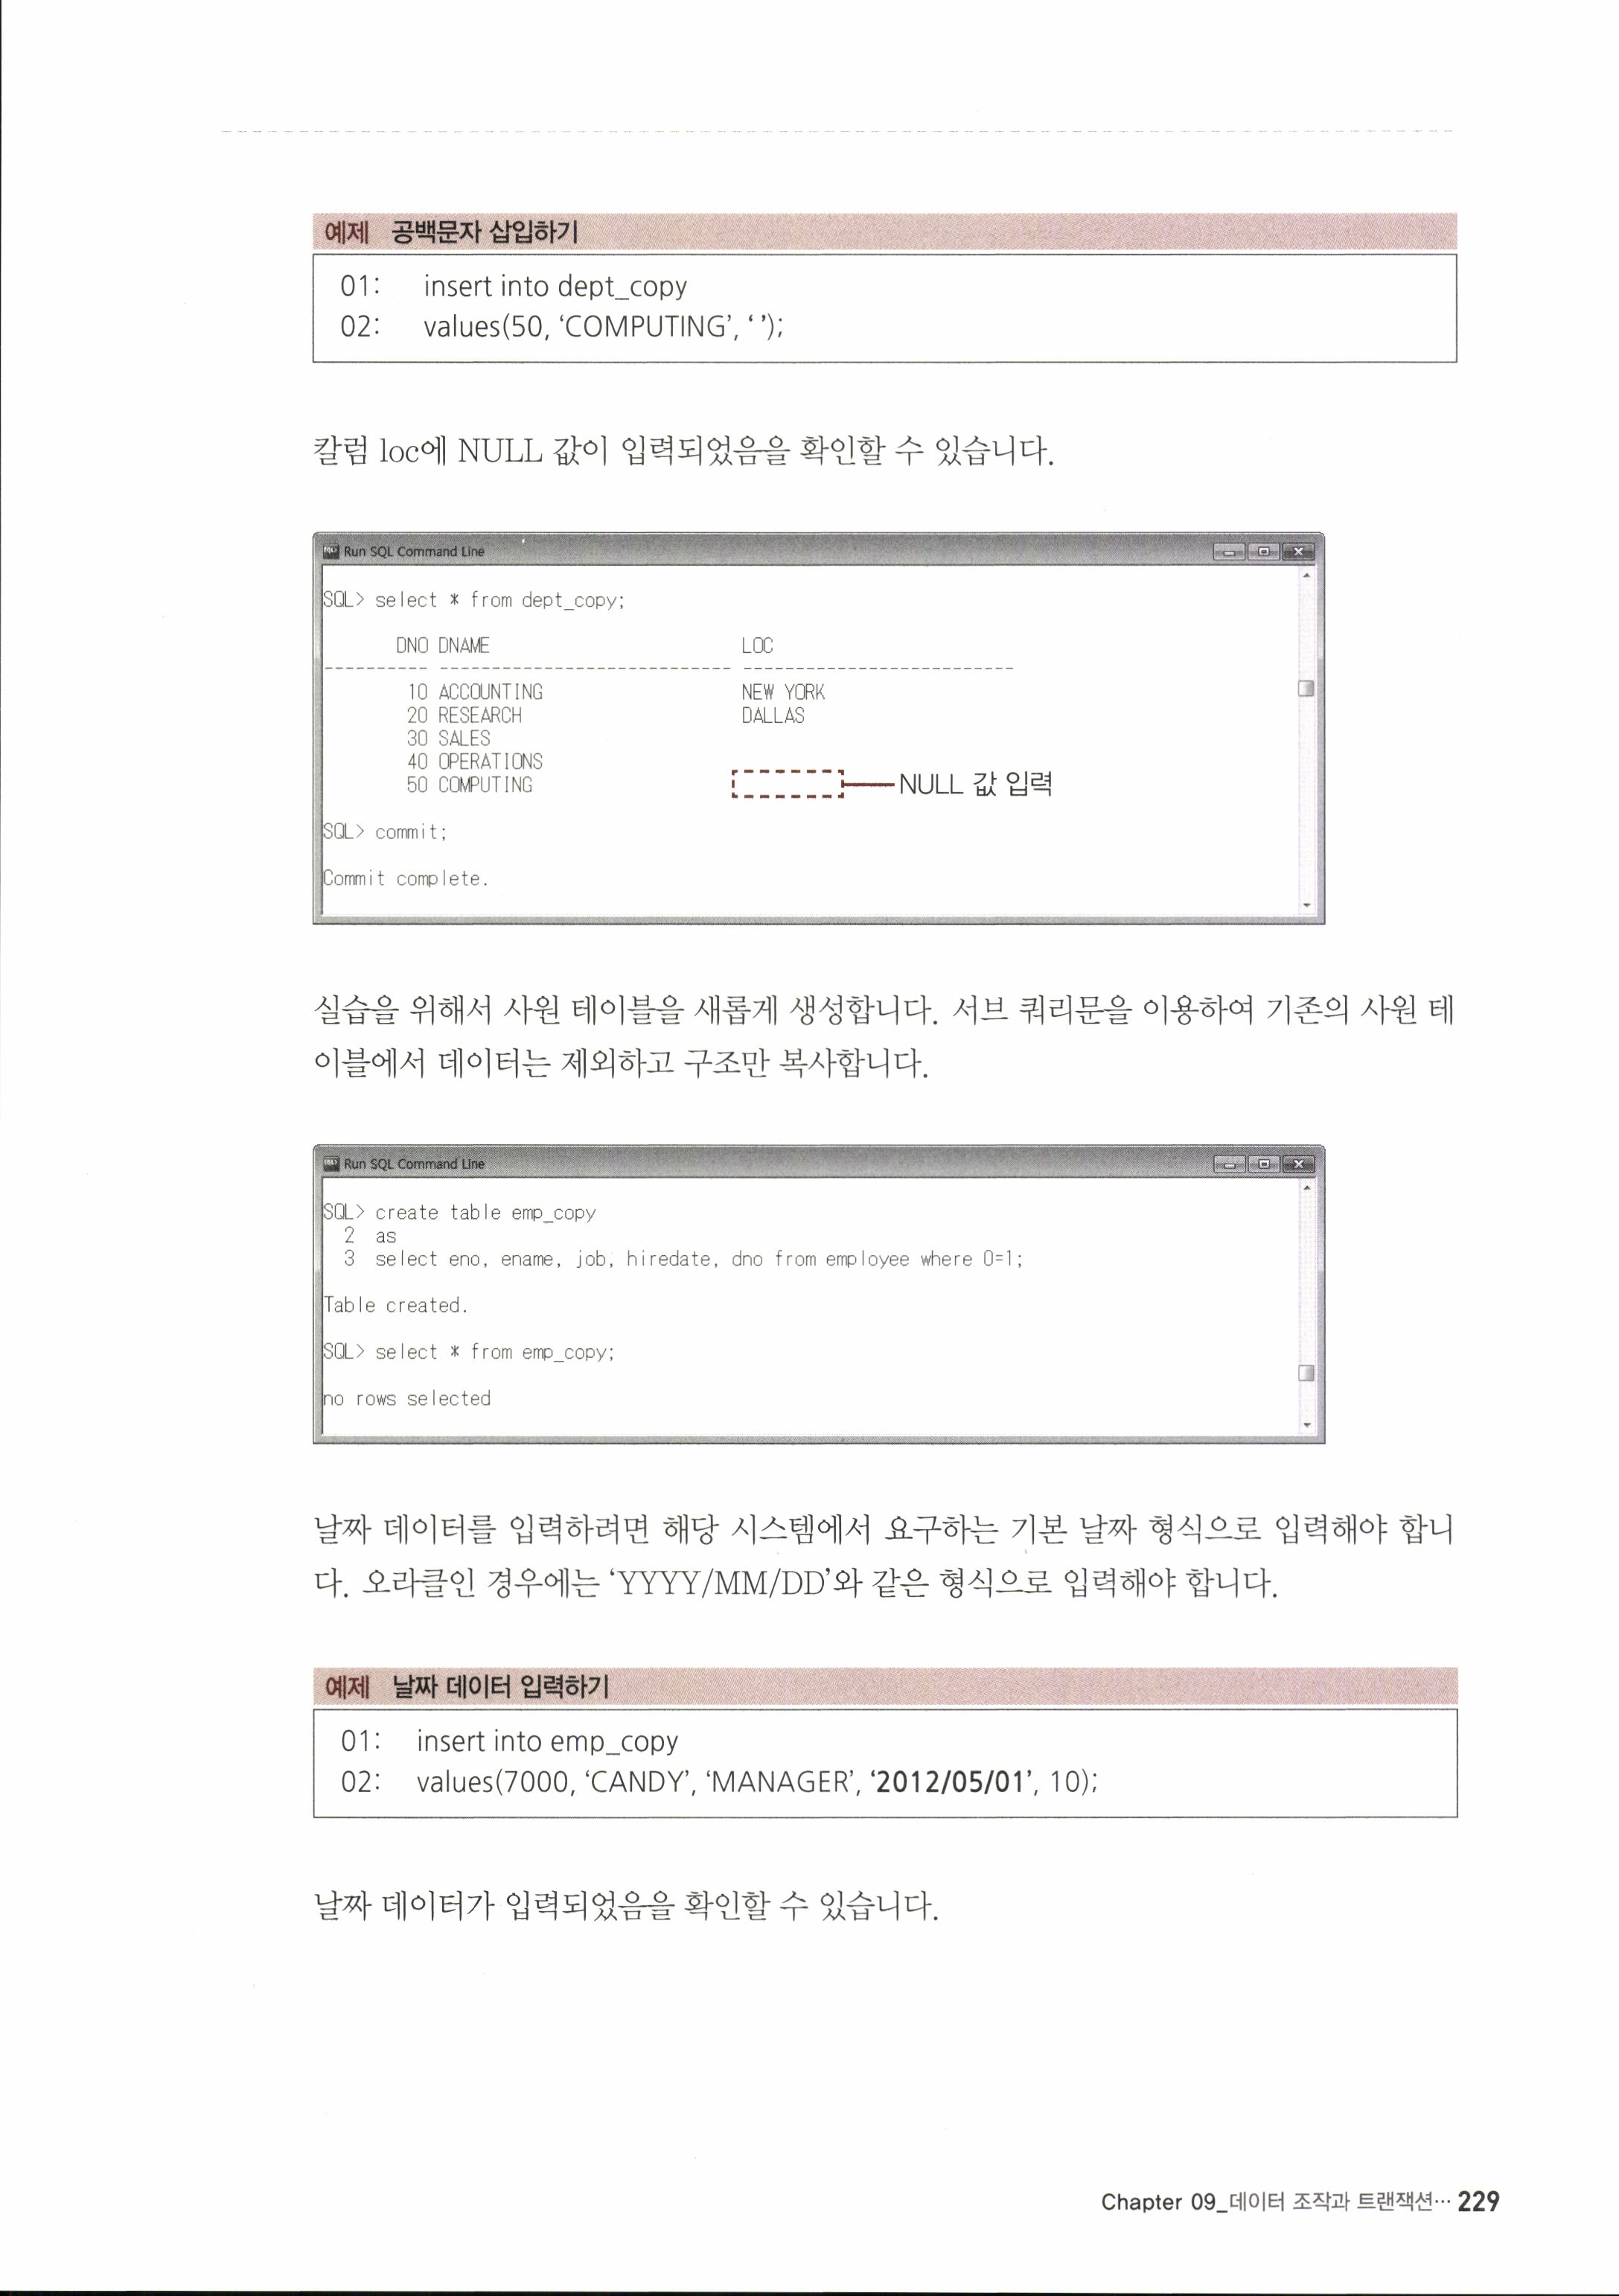 예제 공백문자 삽입하기
01: insert into dept_copy
02: values(50, ‘COMPUTING’, ‘ ’);
칼럼 loc에 NULL 값이 입력되었음을 확인할 수 있습니다.
Run SQL Command Line
SQL> select * from dept_copy;
DNO DNAME LOC
---------- ---------------------------- --------------------------
10 ACCOUNTING NEW YORK
20 RESEARCH DALLAS
30 SALES
40 OPERATIONS
50 COMPUTING NULL 값 입력
SQL> commit;
Commit complete.
실습을 위해서 사원 테이블을 새롭게 생성합니다. 서브 쿼리문을 이용하여 기존의 사원 테
이블에서 데이터는 제외하고 구조만 복사합니다.
Run SQL Command Line
SQL> create table emp_copy
2 as
3 select eno, ename, job, hiredate, dno from employee where 0=1;
Table created.
SQL> select * from emp_copy;
no rows selected
날짜 데이터를 입력하려면 해당 시스템에서 요구하는 기본 날짜 형식으로 입력해야 합니
다. 오라클인 경우에는 ‘YYYY/MM/DD’와 같은 형식으로 입력해야 합니다.
예제 날짜 데이터 입력하기
01: insert into emp_copy
02: values(7000, ‘CANDY’, ‘MANAGER’, ‘2012/05/01’, 10);
날짜 데이터가 입력되었음을 확인할 수 있습니다.
Chapter 09_데이터 조작과 트랜잭션… 229